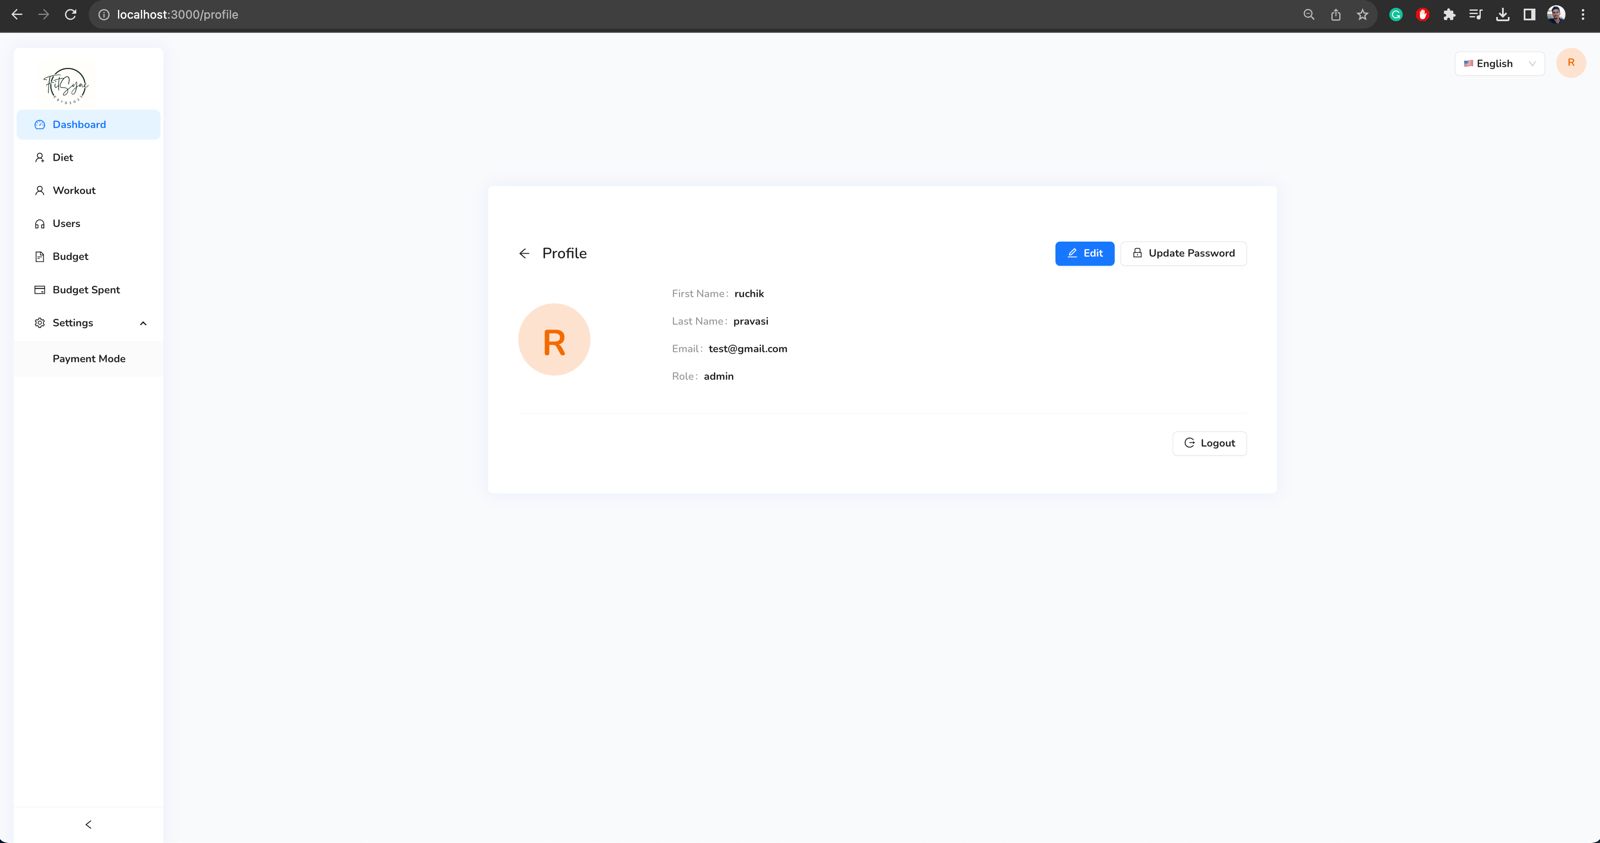 localhost:3000/profile
FitSync
Dashboard
Diet
Workout
Users
Budget
Budget Spent
Settings
Payment Mode
English
R
Profile
Edit
Update Password
R
First Name: ruchik
Last Name: pravasi
Email: test@gmail.com
Role: admin
Logout